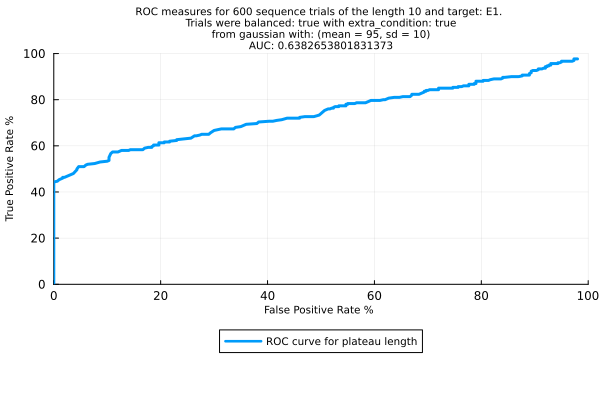 ROC measures for 600 sequence trials of the length 10 and target: E1.
Trials were balanced: true with extra_condition: true
from gaussian with: (mean = 95, sd = 10)
AUC: 0.6382653801831373
100
80
60
40
20
0
True Positive Rate %
0 20 40 60 80 100
False Positive Rate %
ROC curve for plateau length